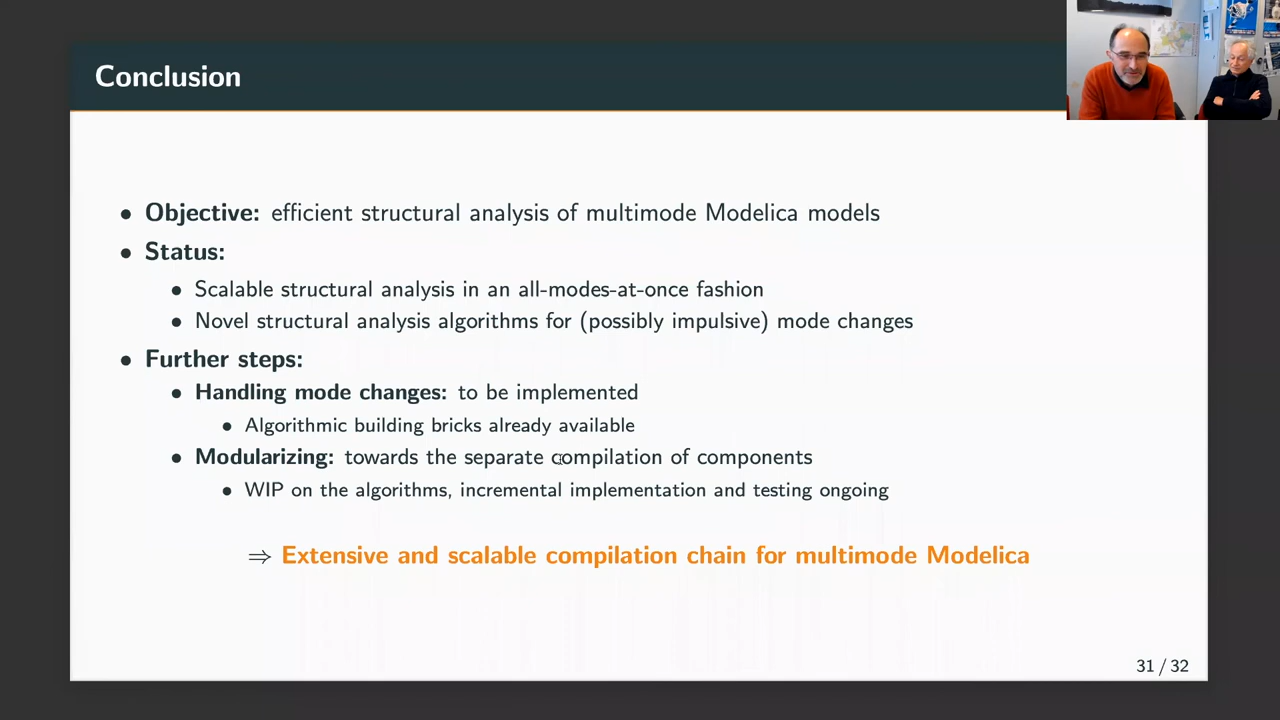 Conclusion
• Objective: efficient structural analysis of multimode Modelica models
• Status:
• Scalable structural analysis in an all-modes-at-once fashion
• Novel structural analysis algorithms for (possibly impulsive) mode changes
• Further steps:
• Handling mode changes: to be implemented
• Algorithmic building bricks already available
• Modularizing: towards the separate compilation of components
• WIP on the algorithms, incremental implementation and testing ongoing
⇒ Extensive and scalable compilation chain for multimode Modelica
31 / 32